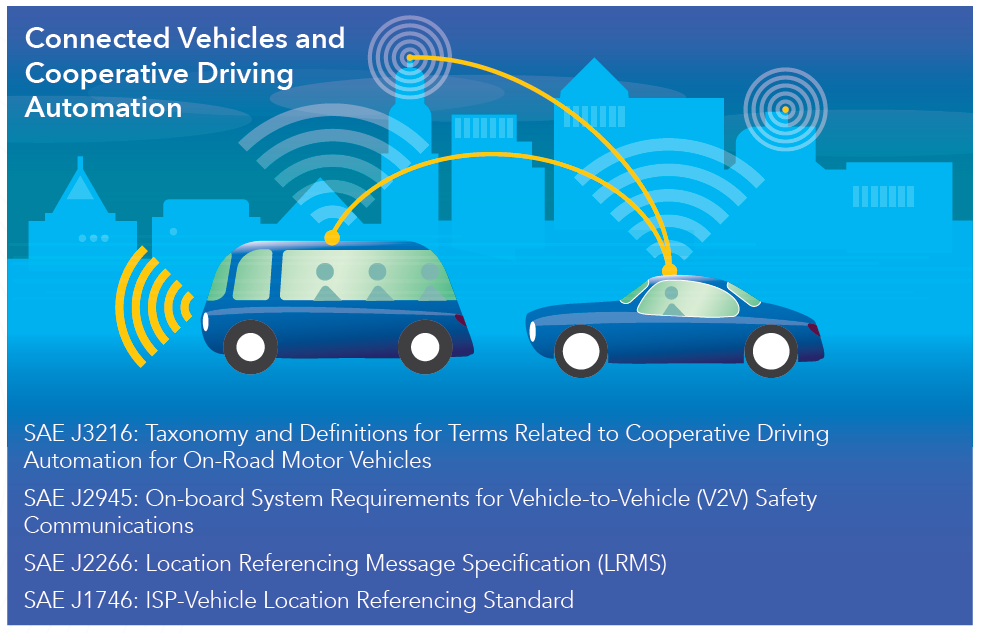 Connected Vehicles and
Cooperative Driving
Automation
SAE J3216: Taxonomy and Definitions for Terms Related to Cooperative Driving
Automation for On-Road Motor Vehicles
SAE J2945: On-board System Requirements for Vehicle-to-Vehicle (V2V) Safety
Communications
SAE J2266: Location Referencing Message Specification (LRMS)
SAE J1746: ISP-Vehicle Location Referencing Standard